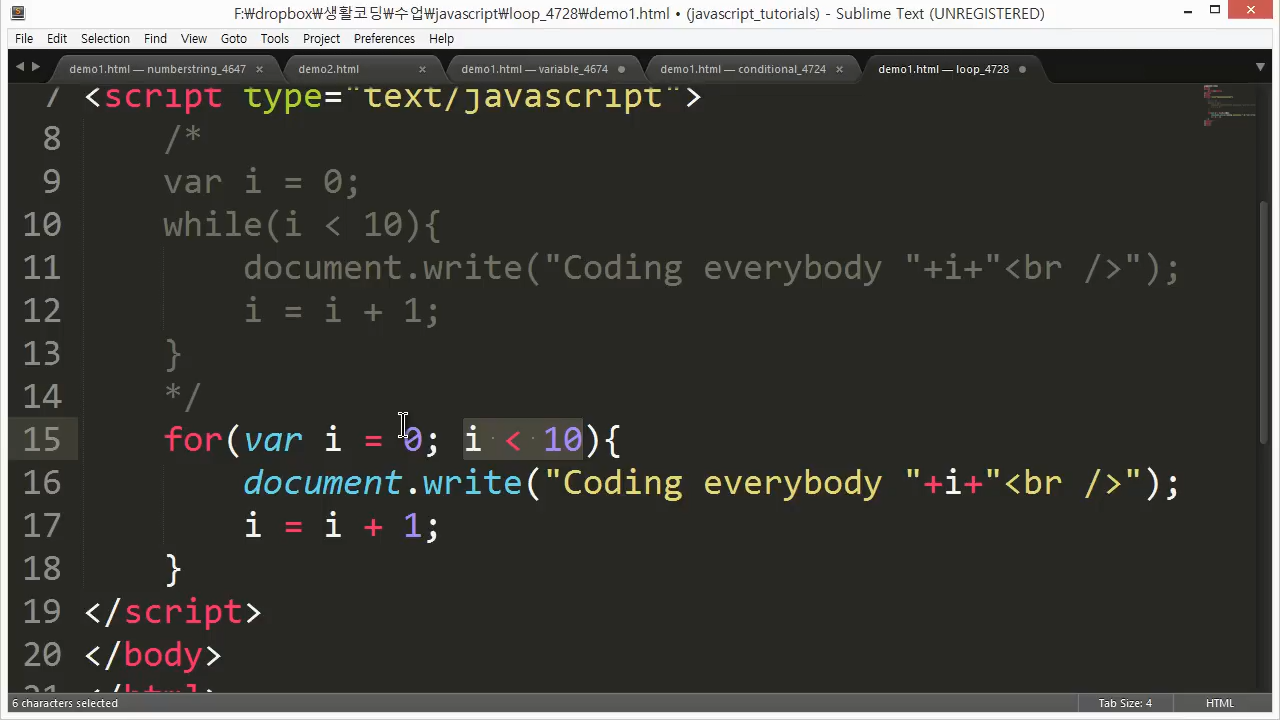 F:₩dropbox₩생활코딩₩수업₩javascript₩loop_4728₩demo1.html • (javascript_tutorials) - Sublime Text (UNREGISTERED)
File Edit Selection Find View Goto Tools Project Preferences Help
demo1.html — numberstring_4647 demo2.html demo1.html — variable_4674 demo1.html — conditional_4724 demo1.html — loop_4728
7 <script type="text/javascript">
8 /*
9 var i = 0;
10 while(i < 10){
11 document.write("Coding everybody "+i+"<br />");
12 i = i + 1;
13 }
14 */
15 for(var i = 0; i < 10){
16 document.write("Coding everybody "+i+"<br />");
17 i = i + 1;
18 }
19 </script>
20 </body>
21 </html>
6 characters selected Tab Size: 4 HTML